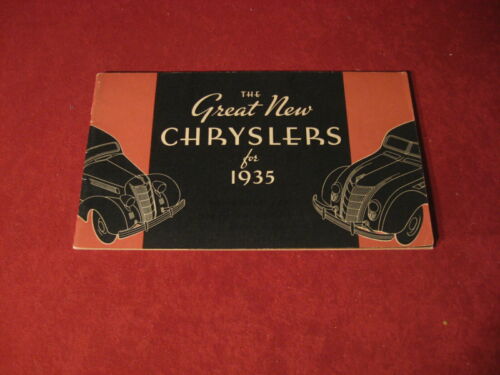 THE
Great New
CHRYSLERS
for
1935